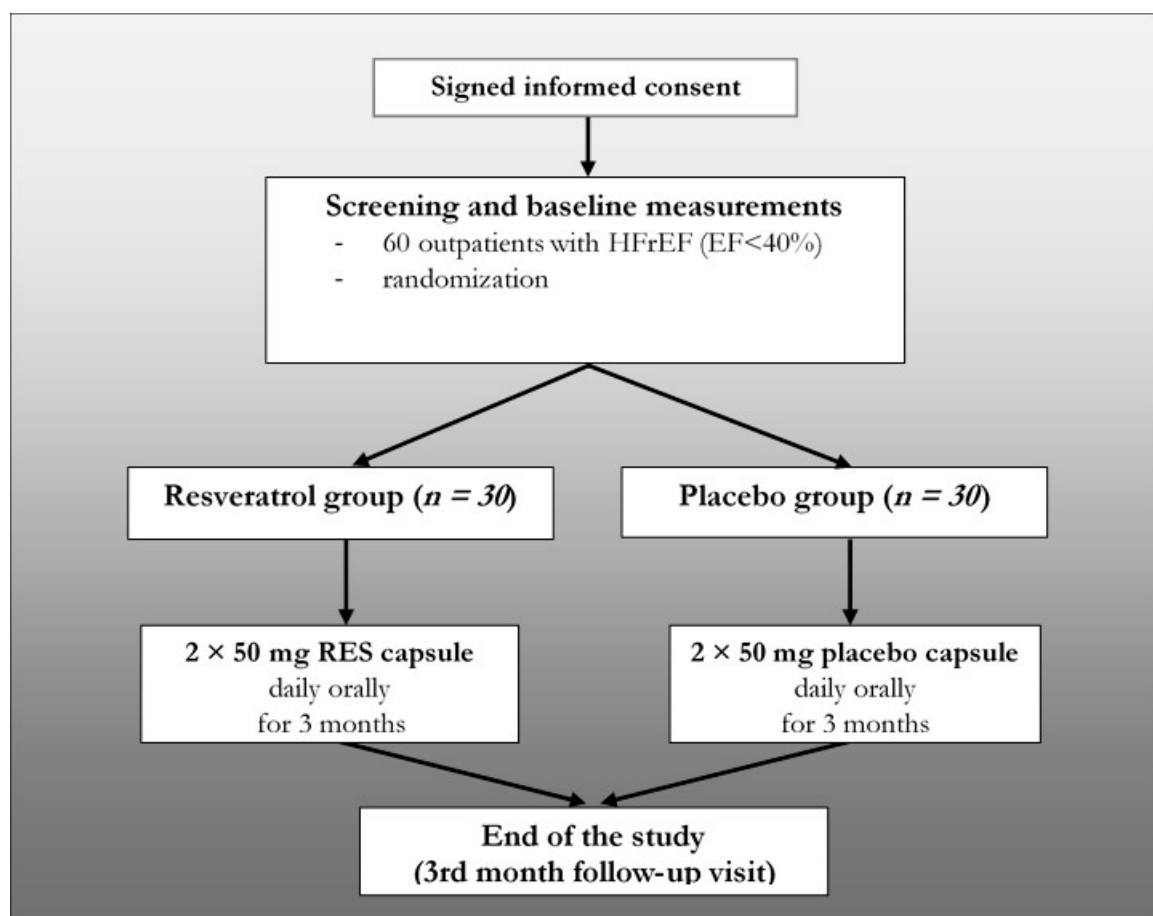 Signed informed consent
Screening and baseline measurements
- 60 outpatients with HFrEF (EF<40%)
- randomization
Resveratrol group (n = 30)
Placebo group (n = 30)
2 × 50 mg RES capsule
daily orally
for 3 months
2 × 50 mg placebo capsule
daily orally
for 3 months
End of the study
(3rd month follow-up visit)